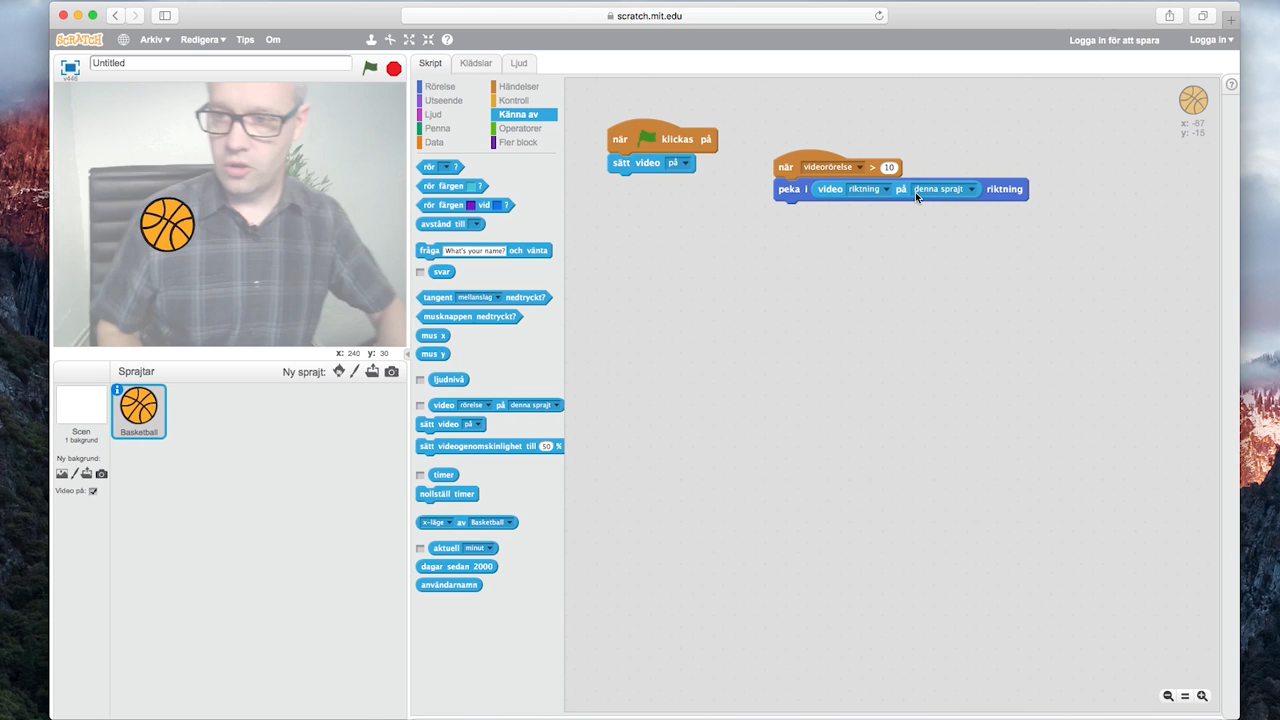 scratch.mit.edu
SCRATCH
Arkiv
Redigera
Tips
Om
Logga in för att spara
Logga in
v446
Untitled
Skript
Klädslar
Ljud
Rörelse
Händelser
Utseende
Kontroll
Ljud
Känna av
Penna
Operatorer
Data
Fler block
rör ?
rör färgen ?
rör färgen vid ?
avstånd till
fråga What's your name? och vänta
svar
tangent mellanslag nedtryckt?
musknappen nedtryckt?
mus x
mus y
ljudnivå
video rörelse på denna sprajt
sätt video på
sätt videogenomskinlighet till 50 %
timer
nollställ timer
x-läge av Basketball
aktuell minut
dagar sedan 2000
användarnamn
när klickas på
sätt video på
när videorörelse > 10
peka i video riktning på denna sprajt riktning
x: -87
y: -15
x: 240 y: 30
Sprajtar
Ny sprajt:
Scen
1 bakgrund
Basketball
Ny bakgrund:
Video på: